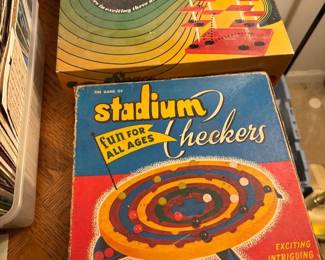 THE GAME OF
stadium
Checkers
fun FOR
ALL AGES
EXCITING
INTRIGUING